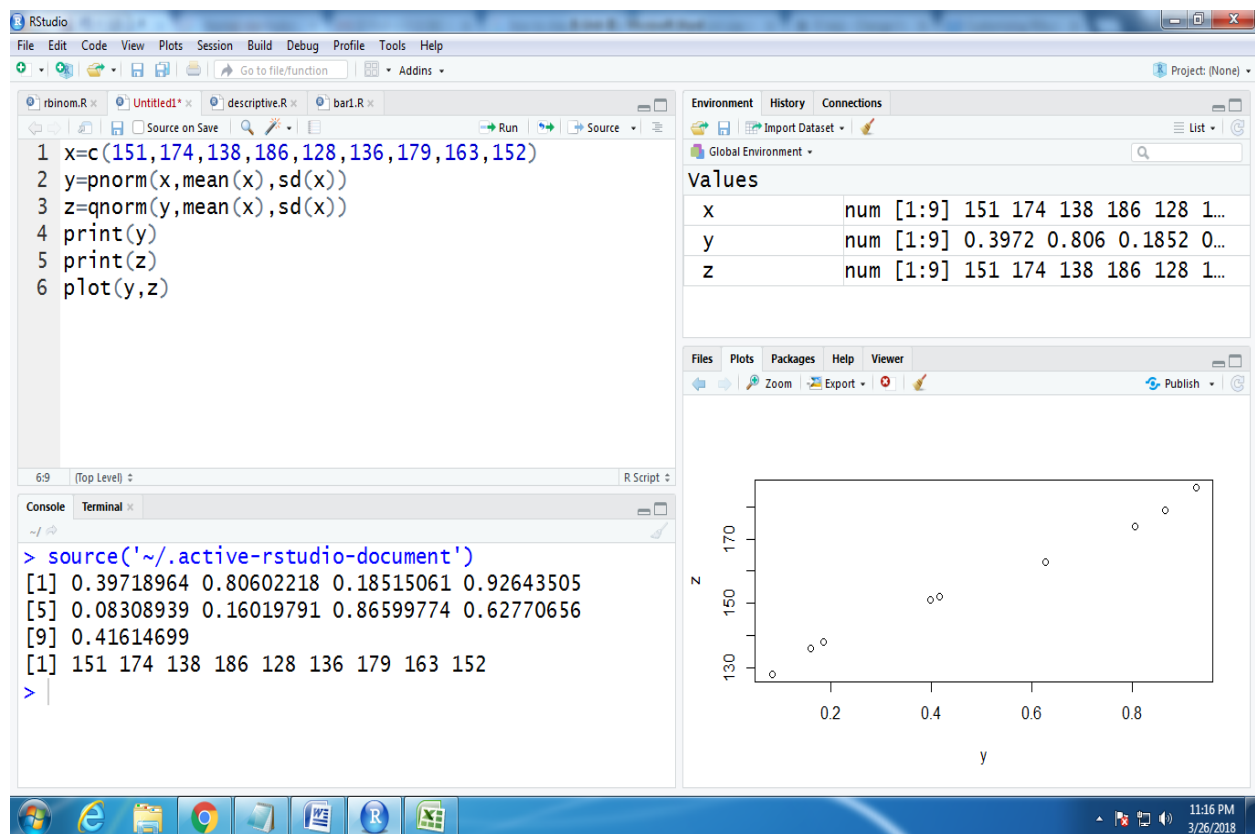 RStudio
File Edit Code View Plots Session Build Debug Profile Tools Help
Go to file/function Addins Project: (None)
rbinom.R Untitled1* descriptive.R bar1.R
Source on Save Run Source
1 x=c(151,174,138,186,128,136,179,163,152)
2 y=pnorm(x,mean(x),sd(x))
3 z=qnorm(y,mean(x),sd(x))
4 print(y)
5 print(z)
6 plot(y,z)
6:9 (Top Level) R Script
Console Terminal
~/
> source('~/.active-rstudio-document')
[1] 0.39718964 0.80602218 0.18515061 0.92643505
[5] 0.08308939 0.16019791 0.86599774 0.62770656
[9] 0.41614699
[1] 151 174 138 186 128 136 179 163 152
>
Environment History Connections
Import Dataset List
Global Environment
Values
x num [1:9] 151 174 138 186 128 1…
y num [1:9] 0.3972 0.806 0.1852 0…
z num [1:9] 151 174 138 186 128 1…
Files Plots Packages Help Viewer
Zoom Export Publish
z
170
150
130
0.2 0.4 0.6 0.8
y
11:16 PM
3/26/2018